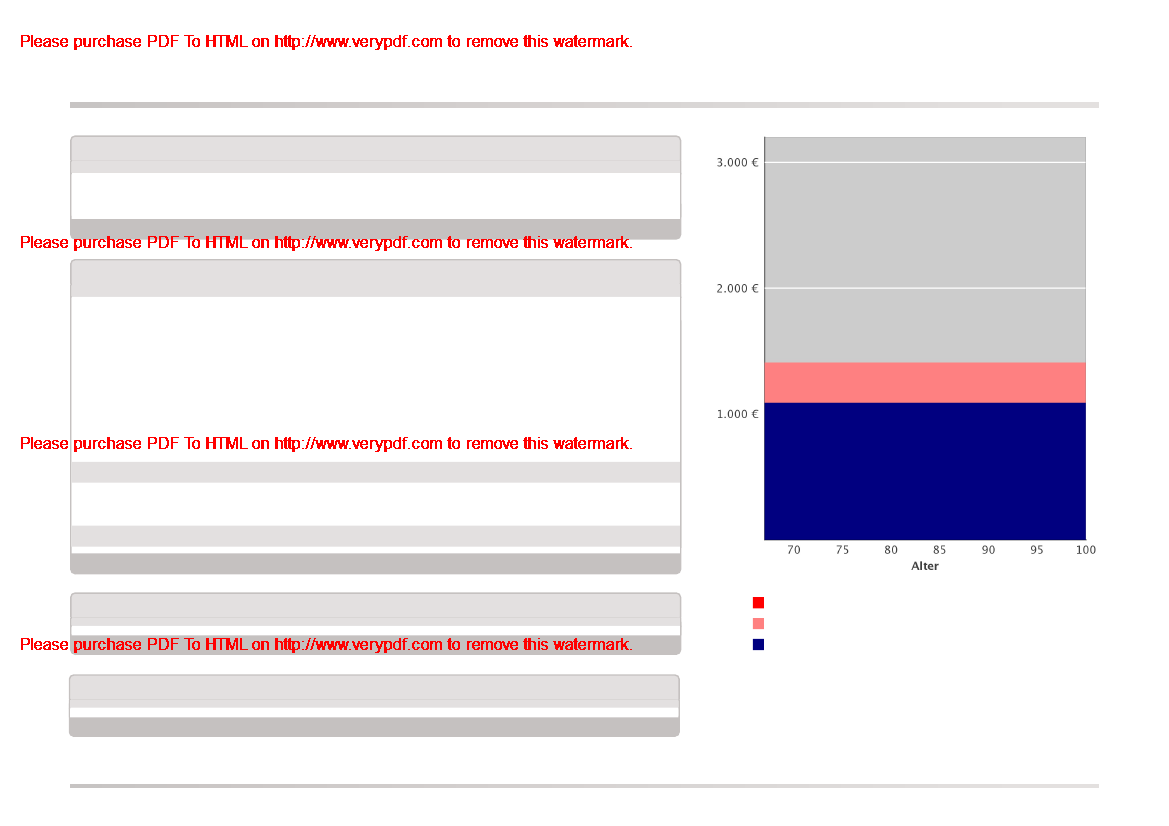 Please purchase PDF To HTML on http://www.verypdf.com to remove this watermark.
3.000 €
Please purchase PDF To HTML on http://www.verypdf.com to remove this watermark.
2.000 €
1.000 €
Please purchase PDF To HTML on http://www.verypdf.com to remove this watermark.
70 75 80 85 90 95 100
Alter
Please purchase PDF To HTML on http://www.verypdf.com to remove this watermark.